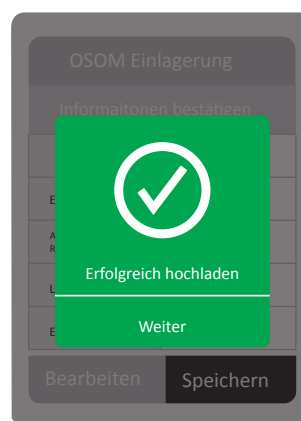 OSOM Einlagerung
Informaitonen bestätigen
E
A
R
L
E
Erfolgreich hochladen
Weiter
Bearbeiten
Speichern